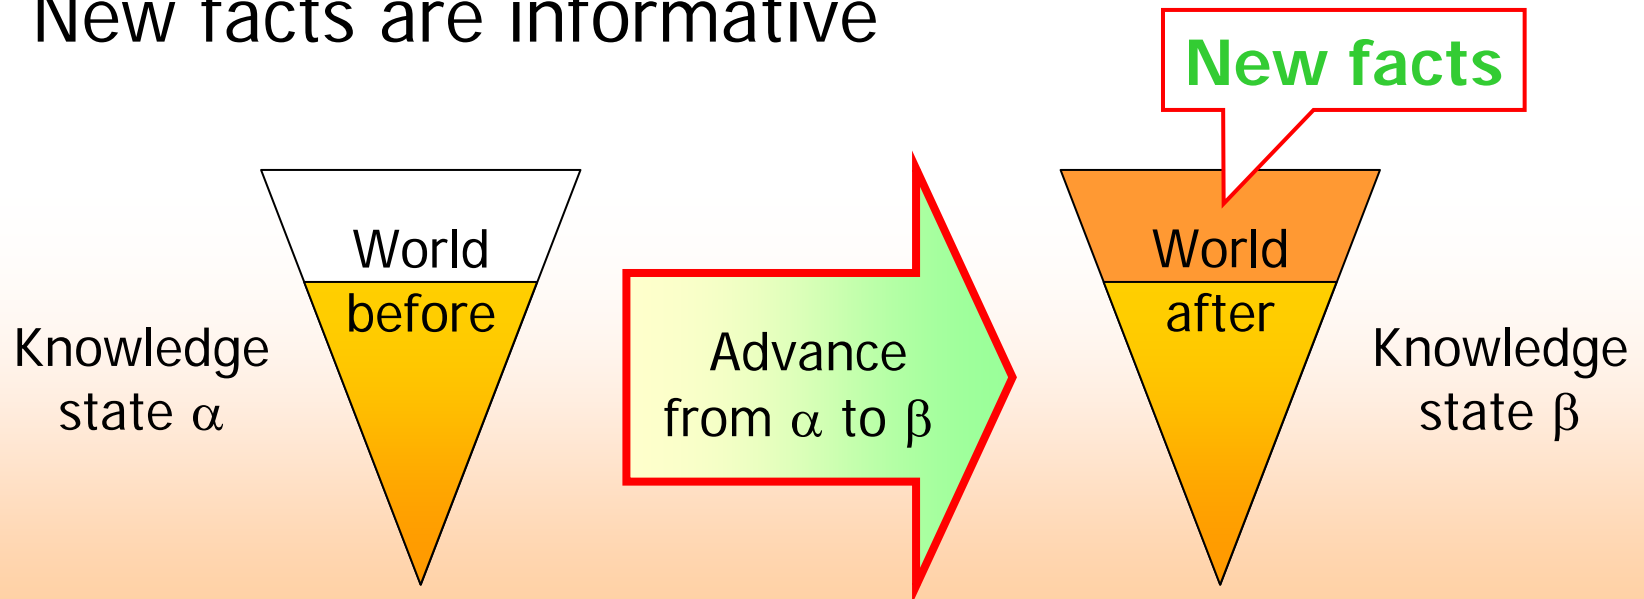 New facts are informative
New facts
World
before
Knowledge
state α
Advance
from α to β
World
after
Knowledge
state β